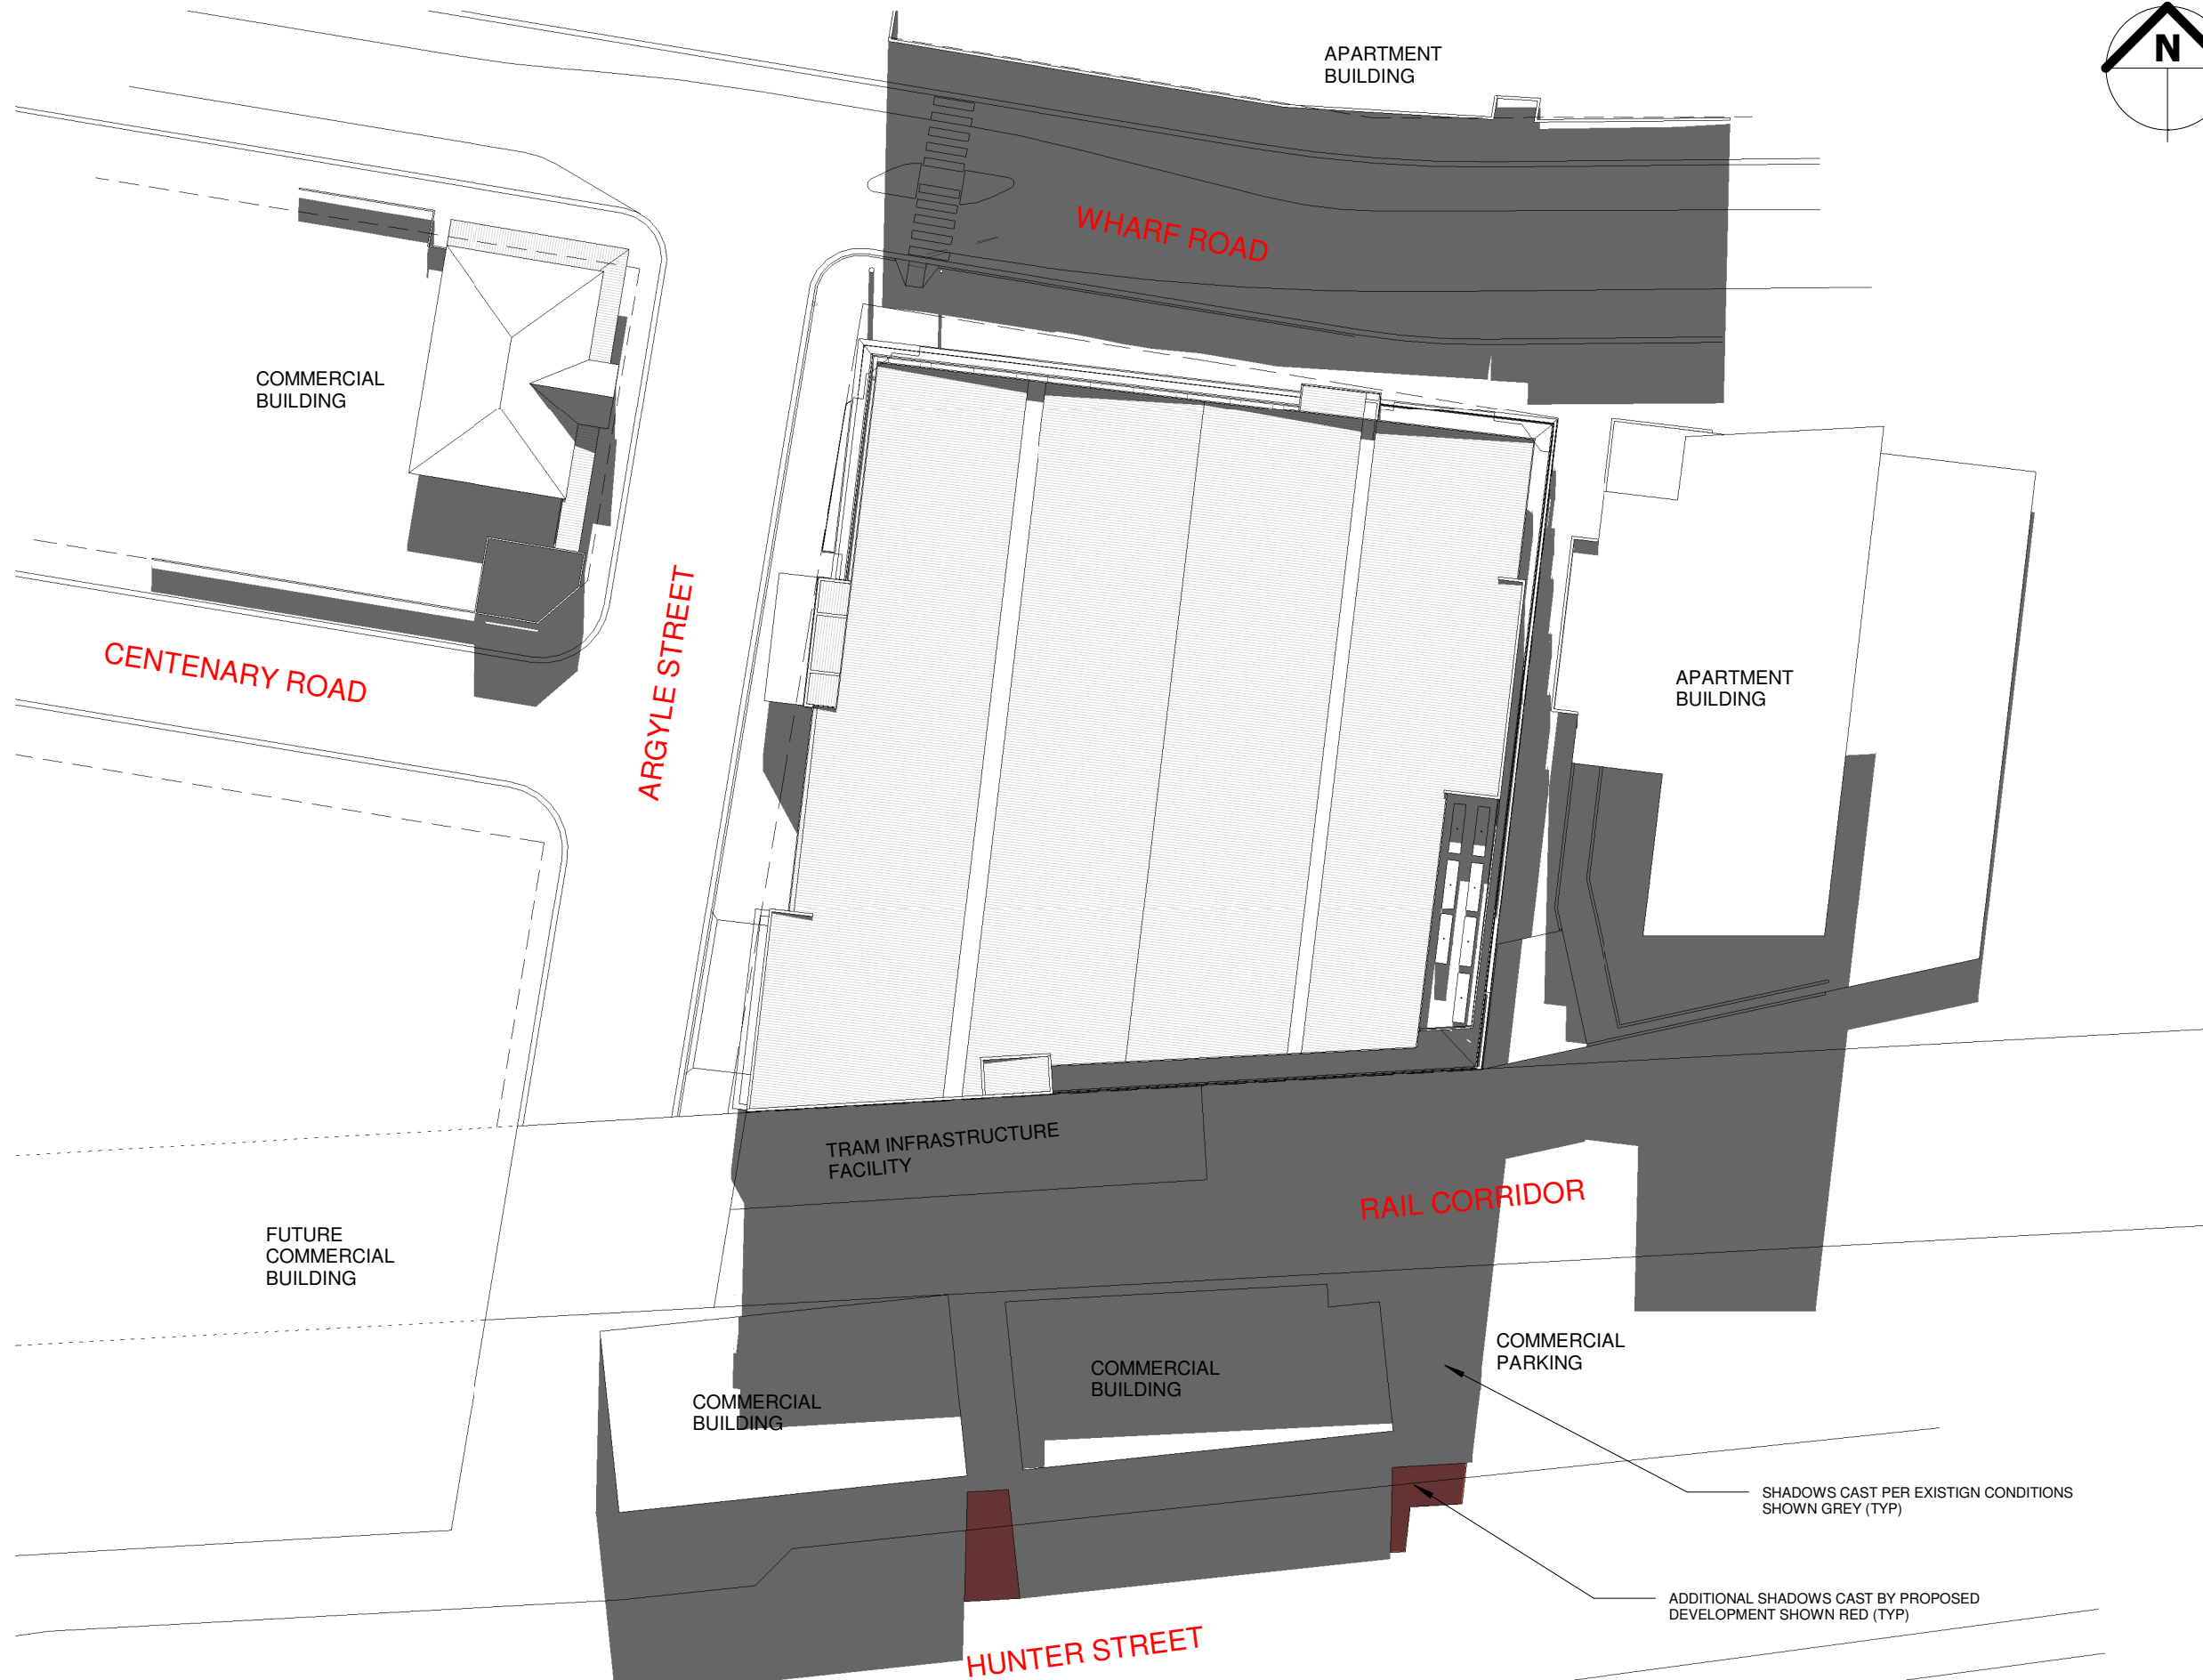 APARTMENT
BUILDING
N
WHARF ROAD
COMMERCIAL
BUILDING
CENTENARY ROAD
ARGYLE STREET
APARTMENT
BUILDING
TRAM INFRASTRUCTURE
FACILITY
RAIL CORRIDOR
FUTURE
COMMERCIAL
BUILDING
COMMERCIAL
PARKING
COMMERCIAL
BUILDING
COMMERCIAL
BUILDING
SHADOWS CAST PER EXISTIGN CONDITIONS
SHOWN GREY (TYP)
ADDITIONAL SHADOWS CAST BY PROPOSED
DEVELOPMENT SHOWN RED (TYP)
HUNTER STREET